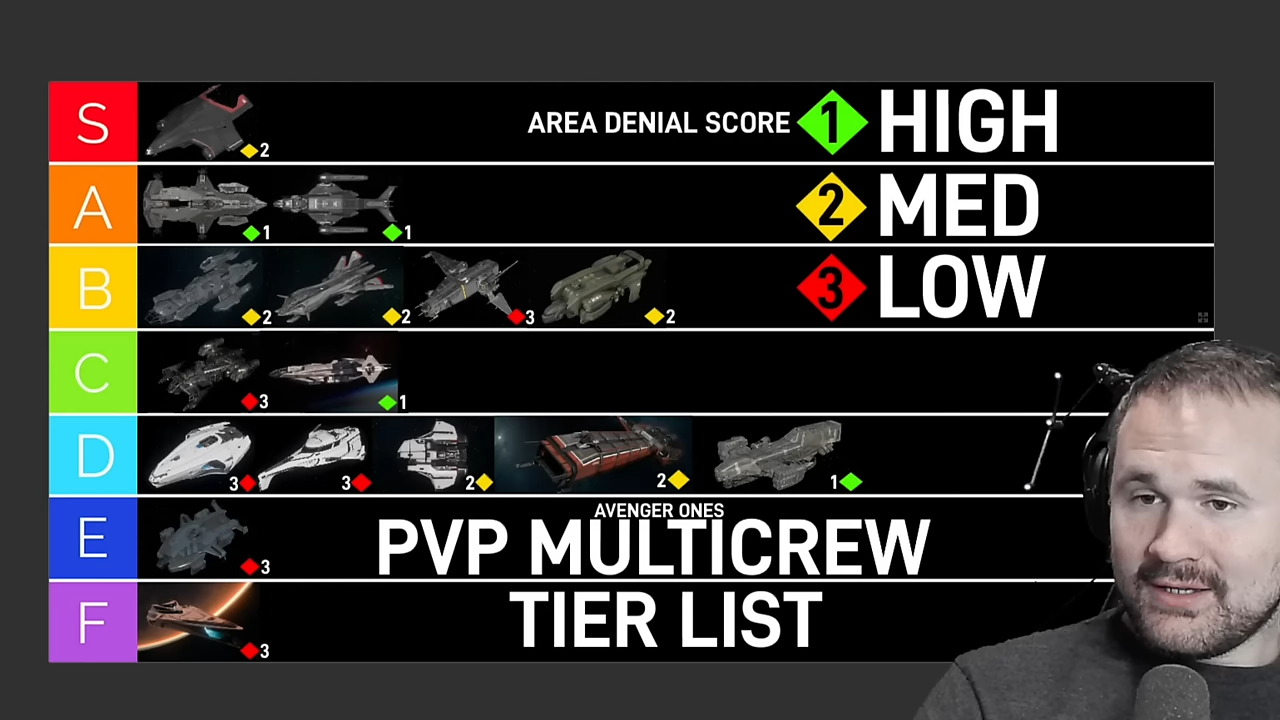 S
2
AREA DENIAL SCORE 1 HIGH
A
1 1
2 MED
B
2 2 3 2
3 LOW
C
3 1
D
3 3 2 2 1
E
3
AVENGER ONES
PVP MULTICREW
F
3
TIER LIST